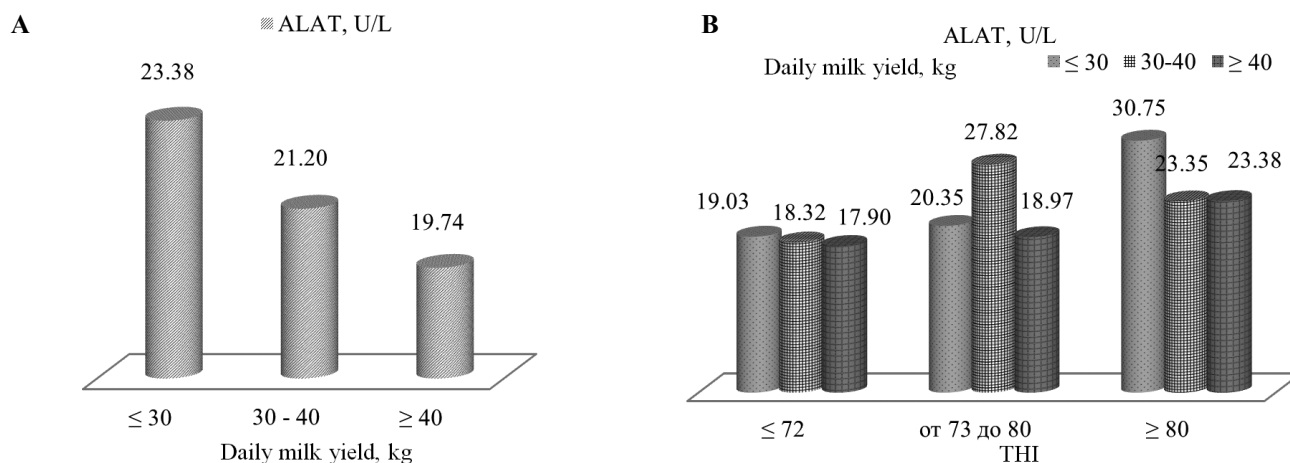 A
ALAT, U/L
23.38
21.20
19.74
≤ 30 30 - 40 ≥ 40
Daily milk yield, kg
B
ALAT, U/L
Daily milk yield, kg ≤ 30 30-40 ≥ 40
19.03 18.32 17.90
20.35 27.82 18.97
30.75 23.35 23.38
≤ 72 от 73 до 80 ≥ 80
THI